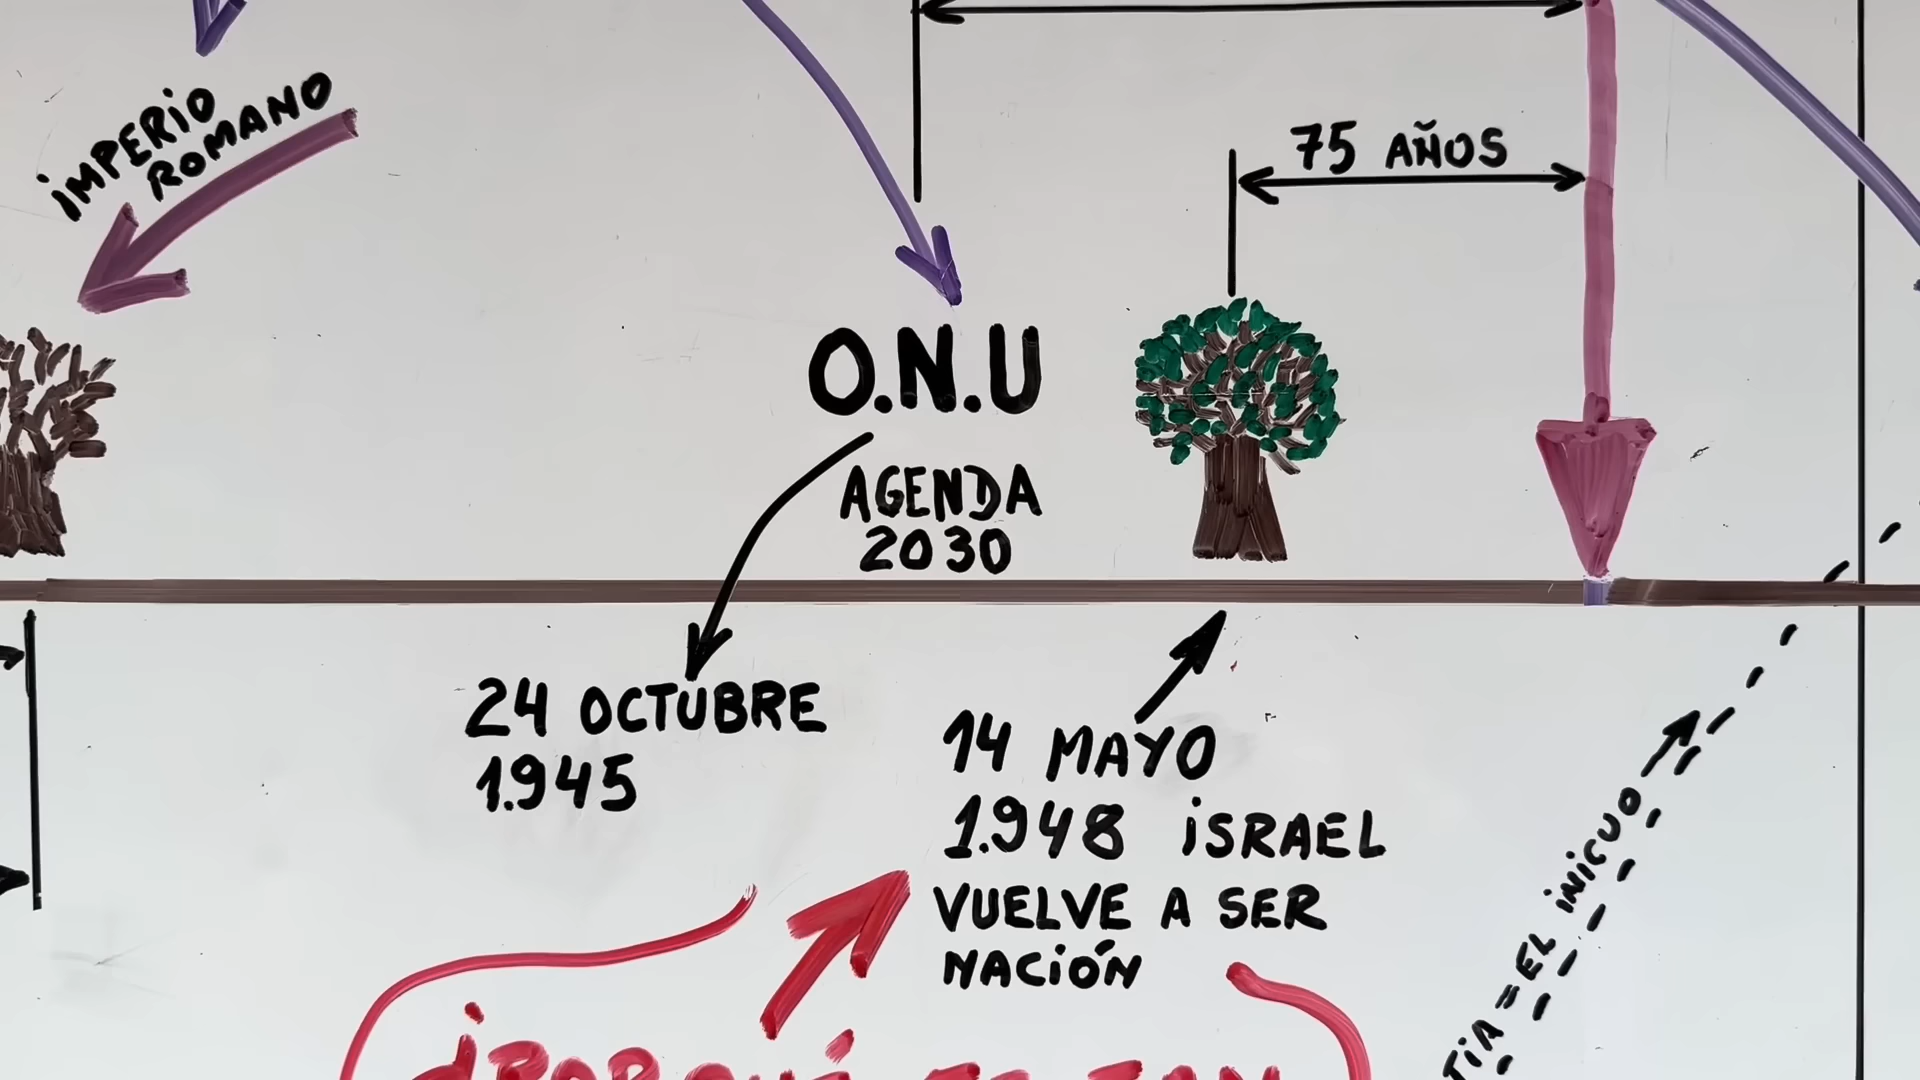 iMPERiO
ROMANO
75 AÑOS
O.N.U
AGENDA
2030
24 OCTUBRE
1.945
14 MAYO
1.948 iSRAEL
VUELVE A SER
NACiÓN
TiA = EL iNiCUO